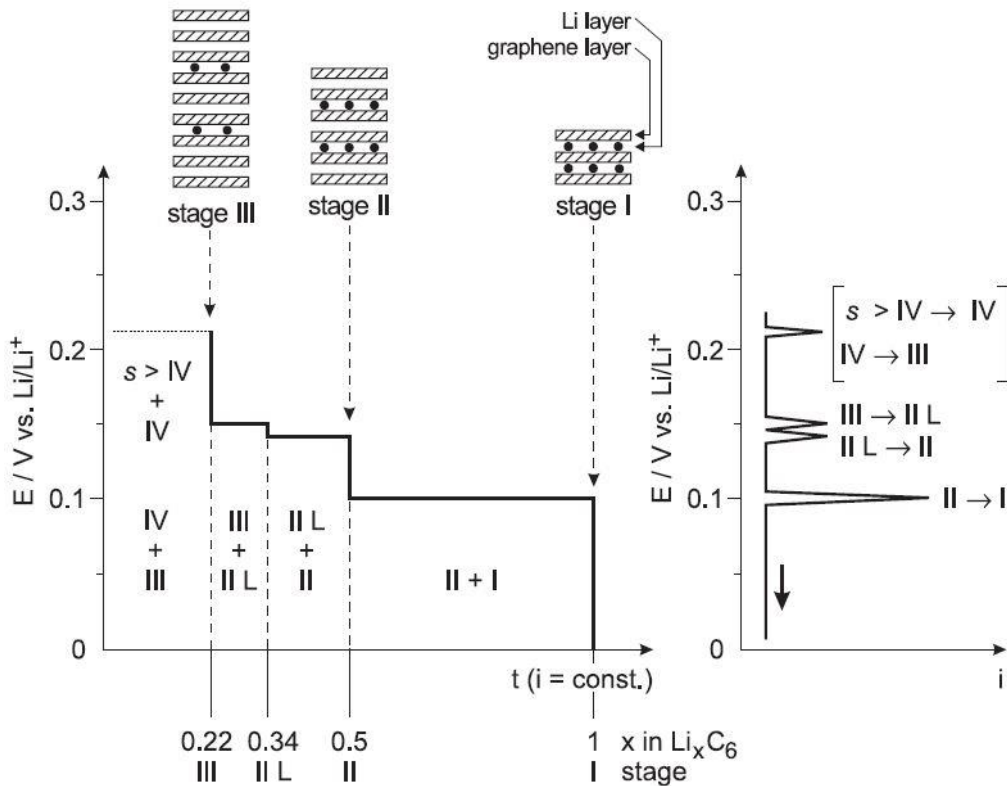 Li layer
graphene layer
stage III
stage II
stage I
E / V vs. Li/Li⁺
0.3
0.2
0.1
0
s > IV
+
IV
IV
+
III
III
+
II L
II L
+
II
II + I
t (i = const.)
0.22 0.34 0.5 1 x in LiₓC₆
III II L II I stage
E / V vs. Li/Li⁺
0.3
0.2
0.1
0
s > IV → IV
IV → III
III → II L
II L → II
II → I
i